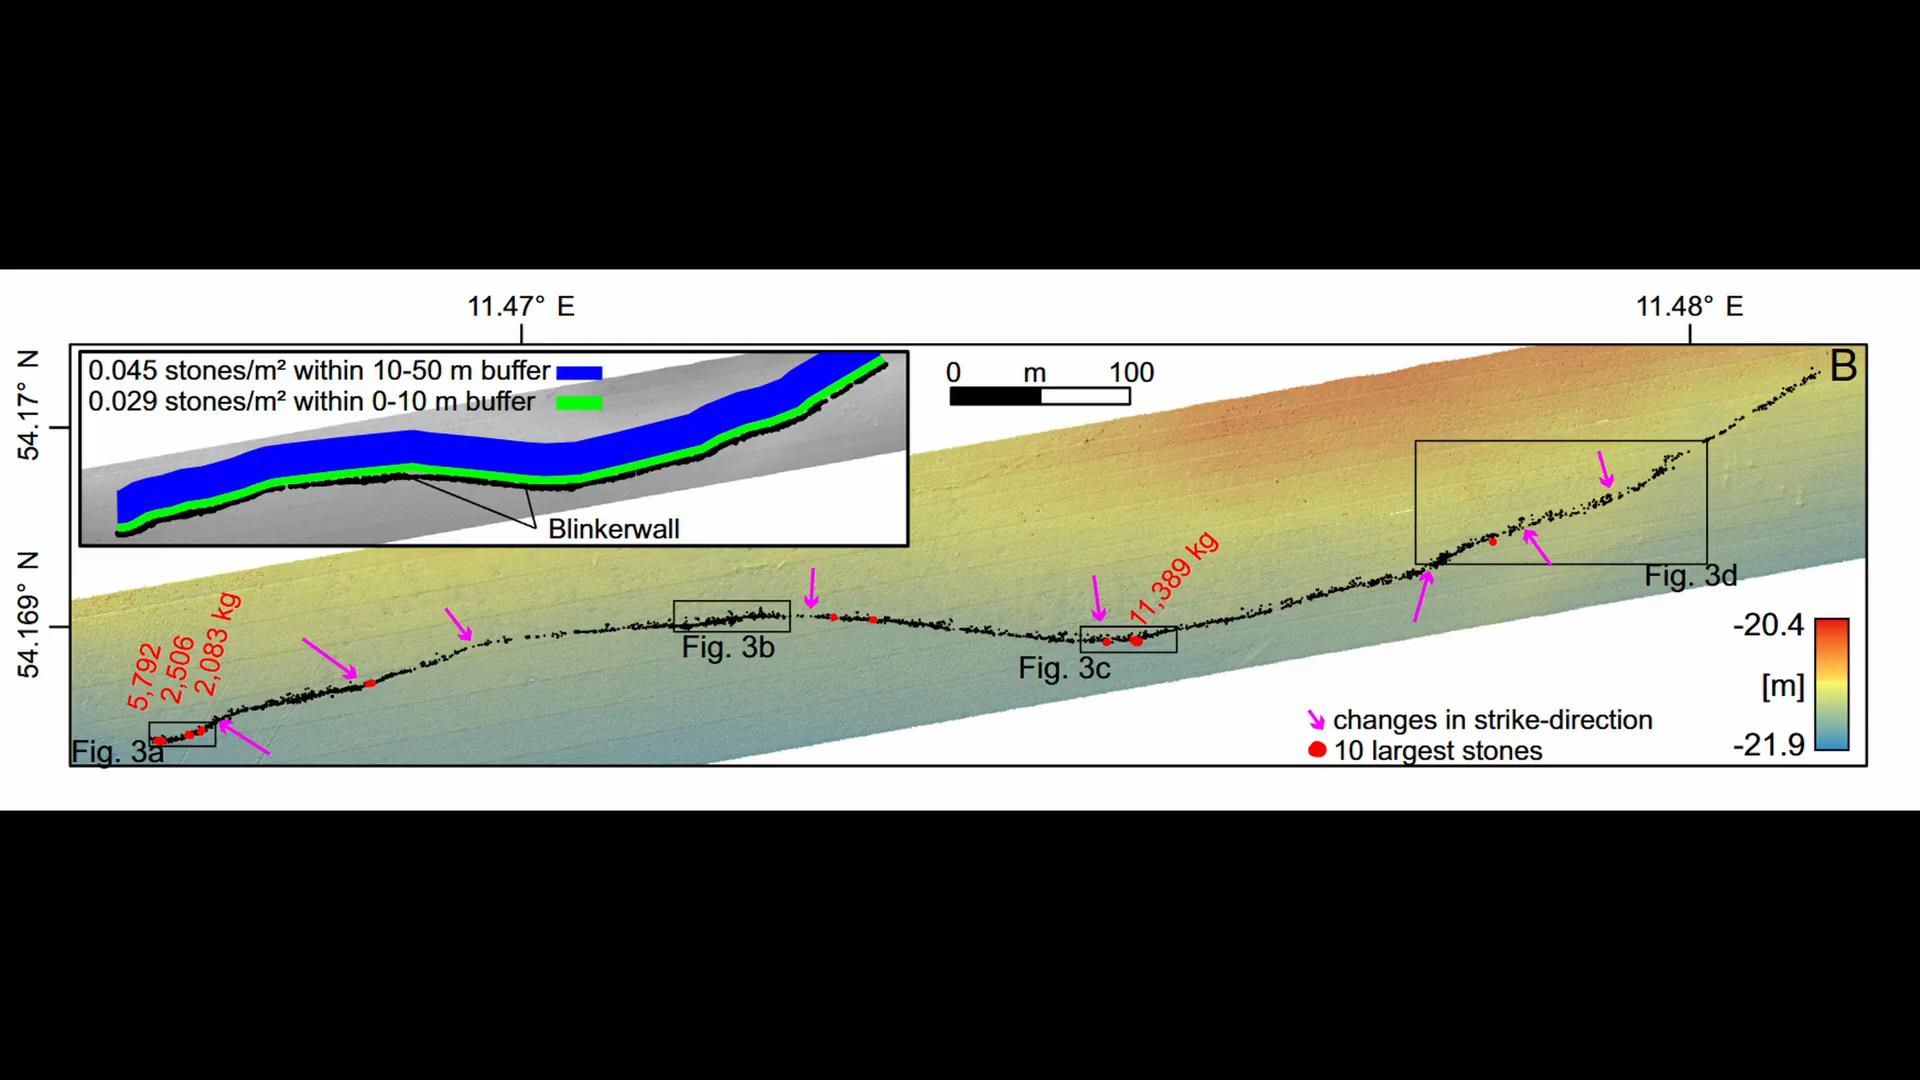 11.47° E
11.48° E
54.17° N
54.169° N
0.045 stones/m² within 10-50 m buffer
0.029 stones/m² within 0-10 m buffer
Blinkerwall
0 m 100
B
Fig. 3d
11,389 kg
Fig. 3b
Fig. 3c
5,792
2,506
2,083 kg
Fig. 3a
changes in strike-direction
10 largest stones
-20.4
[m]
-21.9